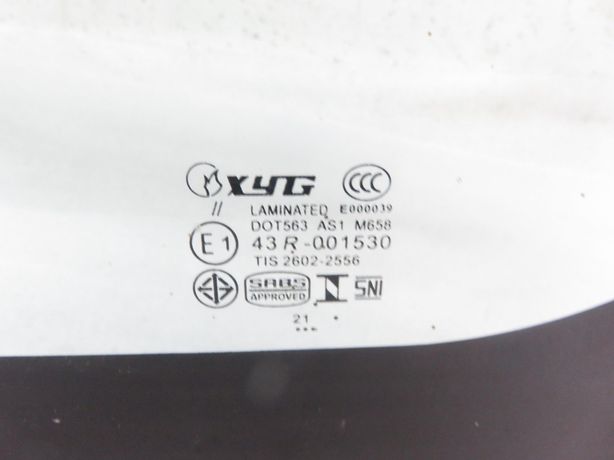 XYG CCC
// LAMINATED E000039
DOT563 AS1 M658
E1 43R-001530
TIS 2602-2556
SABS APPROVED SNI
21